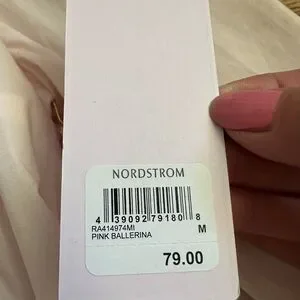 NORDSTROM
4 39092 79180 8
RA414974MI
PINK BALLERINA M
79.00